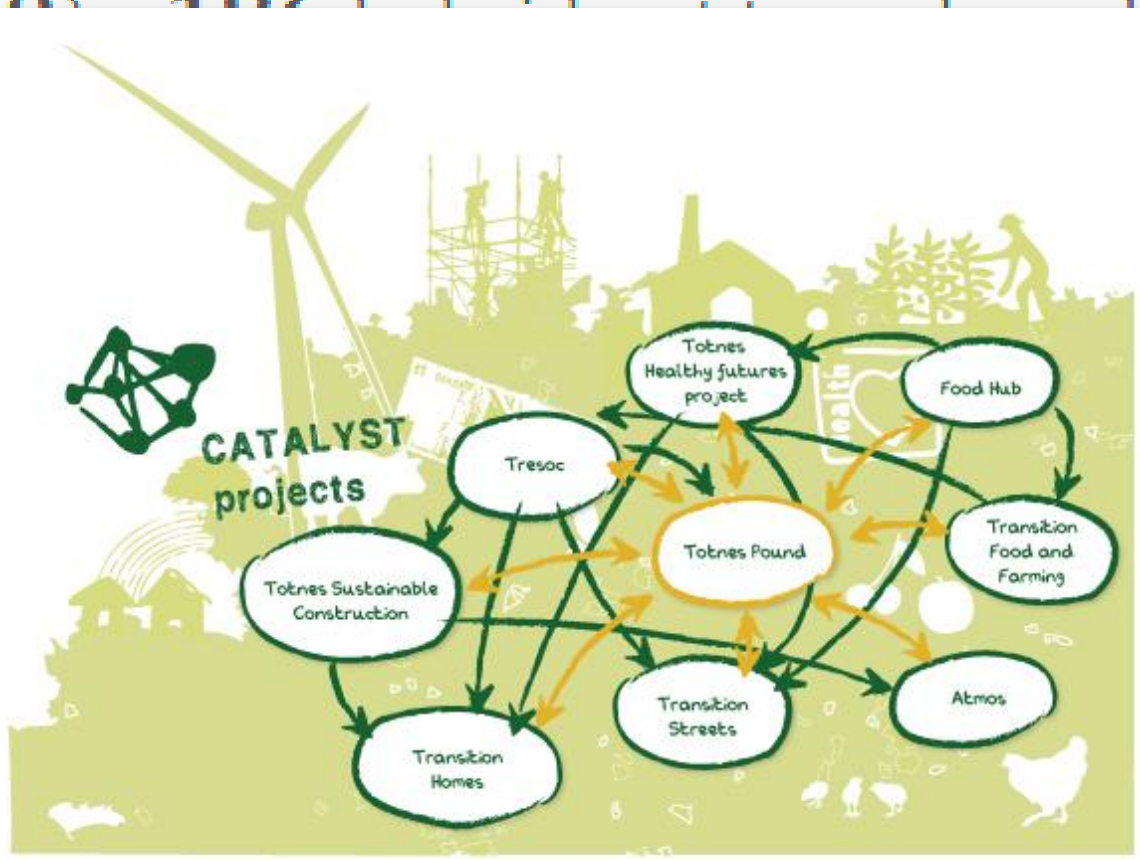 Totnes
Healthy futures
project
Food Hub
CATALYST
projects
Tresoc
health
Totnes Pound
Transition
Food and
Farming
Totnes Sustainable
Construction
Transition
Streets
Atmos
Transition
Homes